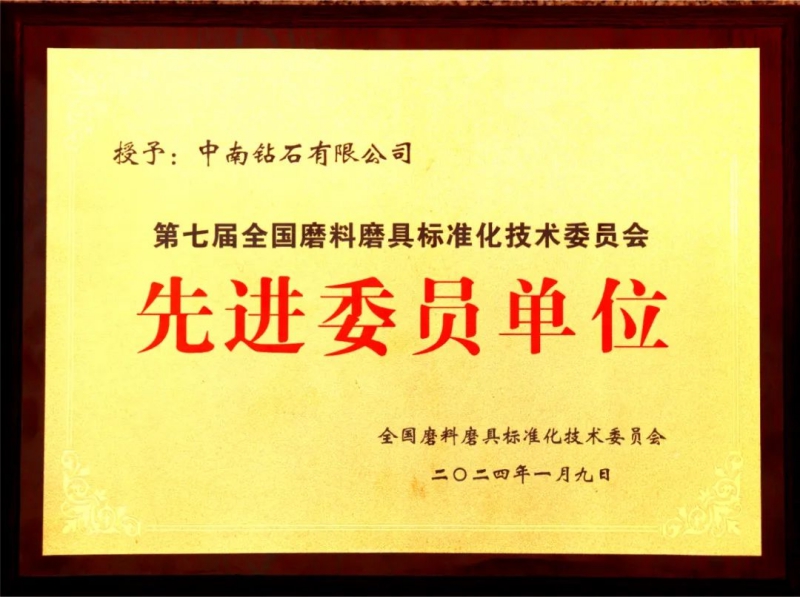 授予：中南钻石有限公司
第七届全国磨料磨具标准化技术委员会
先进委员单位
全国磨料磨具标准化技术委员会
二〇二四年一月九日